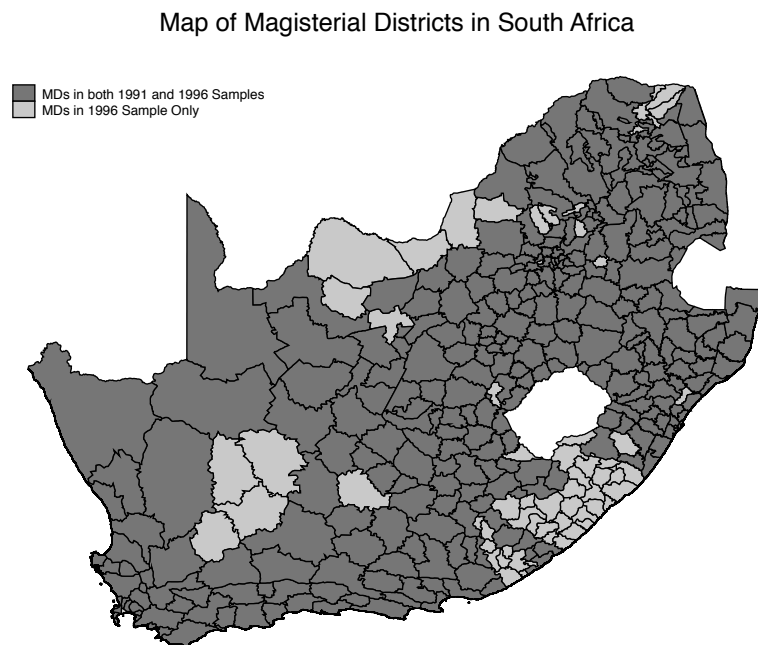 Map of Magisterial Districts in South Africa
MDs in both 1991 and 1996 Samples
MDs in 1996 Sample Only